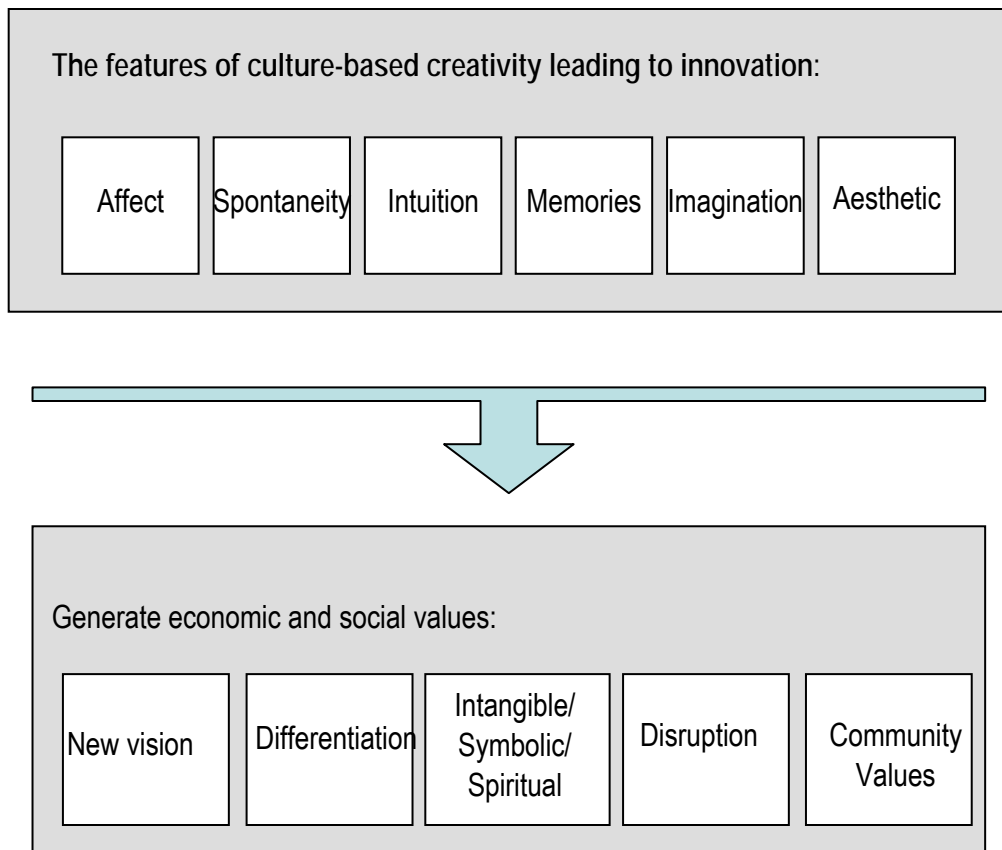 The features of culture-based creativity leading to innovation:
Affect
Spontaneity
Intuition
Memories
Imagination
Aesthetic
Generate economic and social values:
New vision
Differentiation
Intangible/
Symbolic/
Spiritual
Disruption
Community
Values